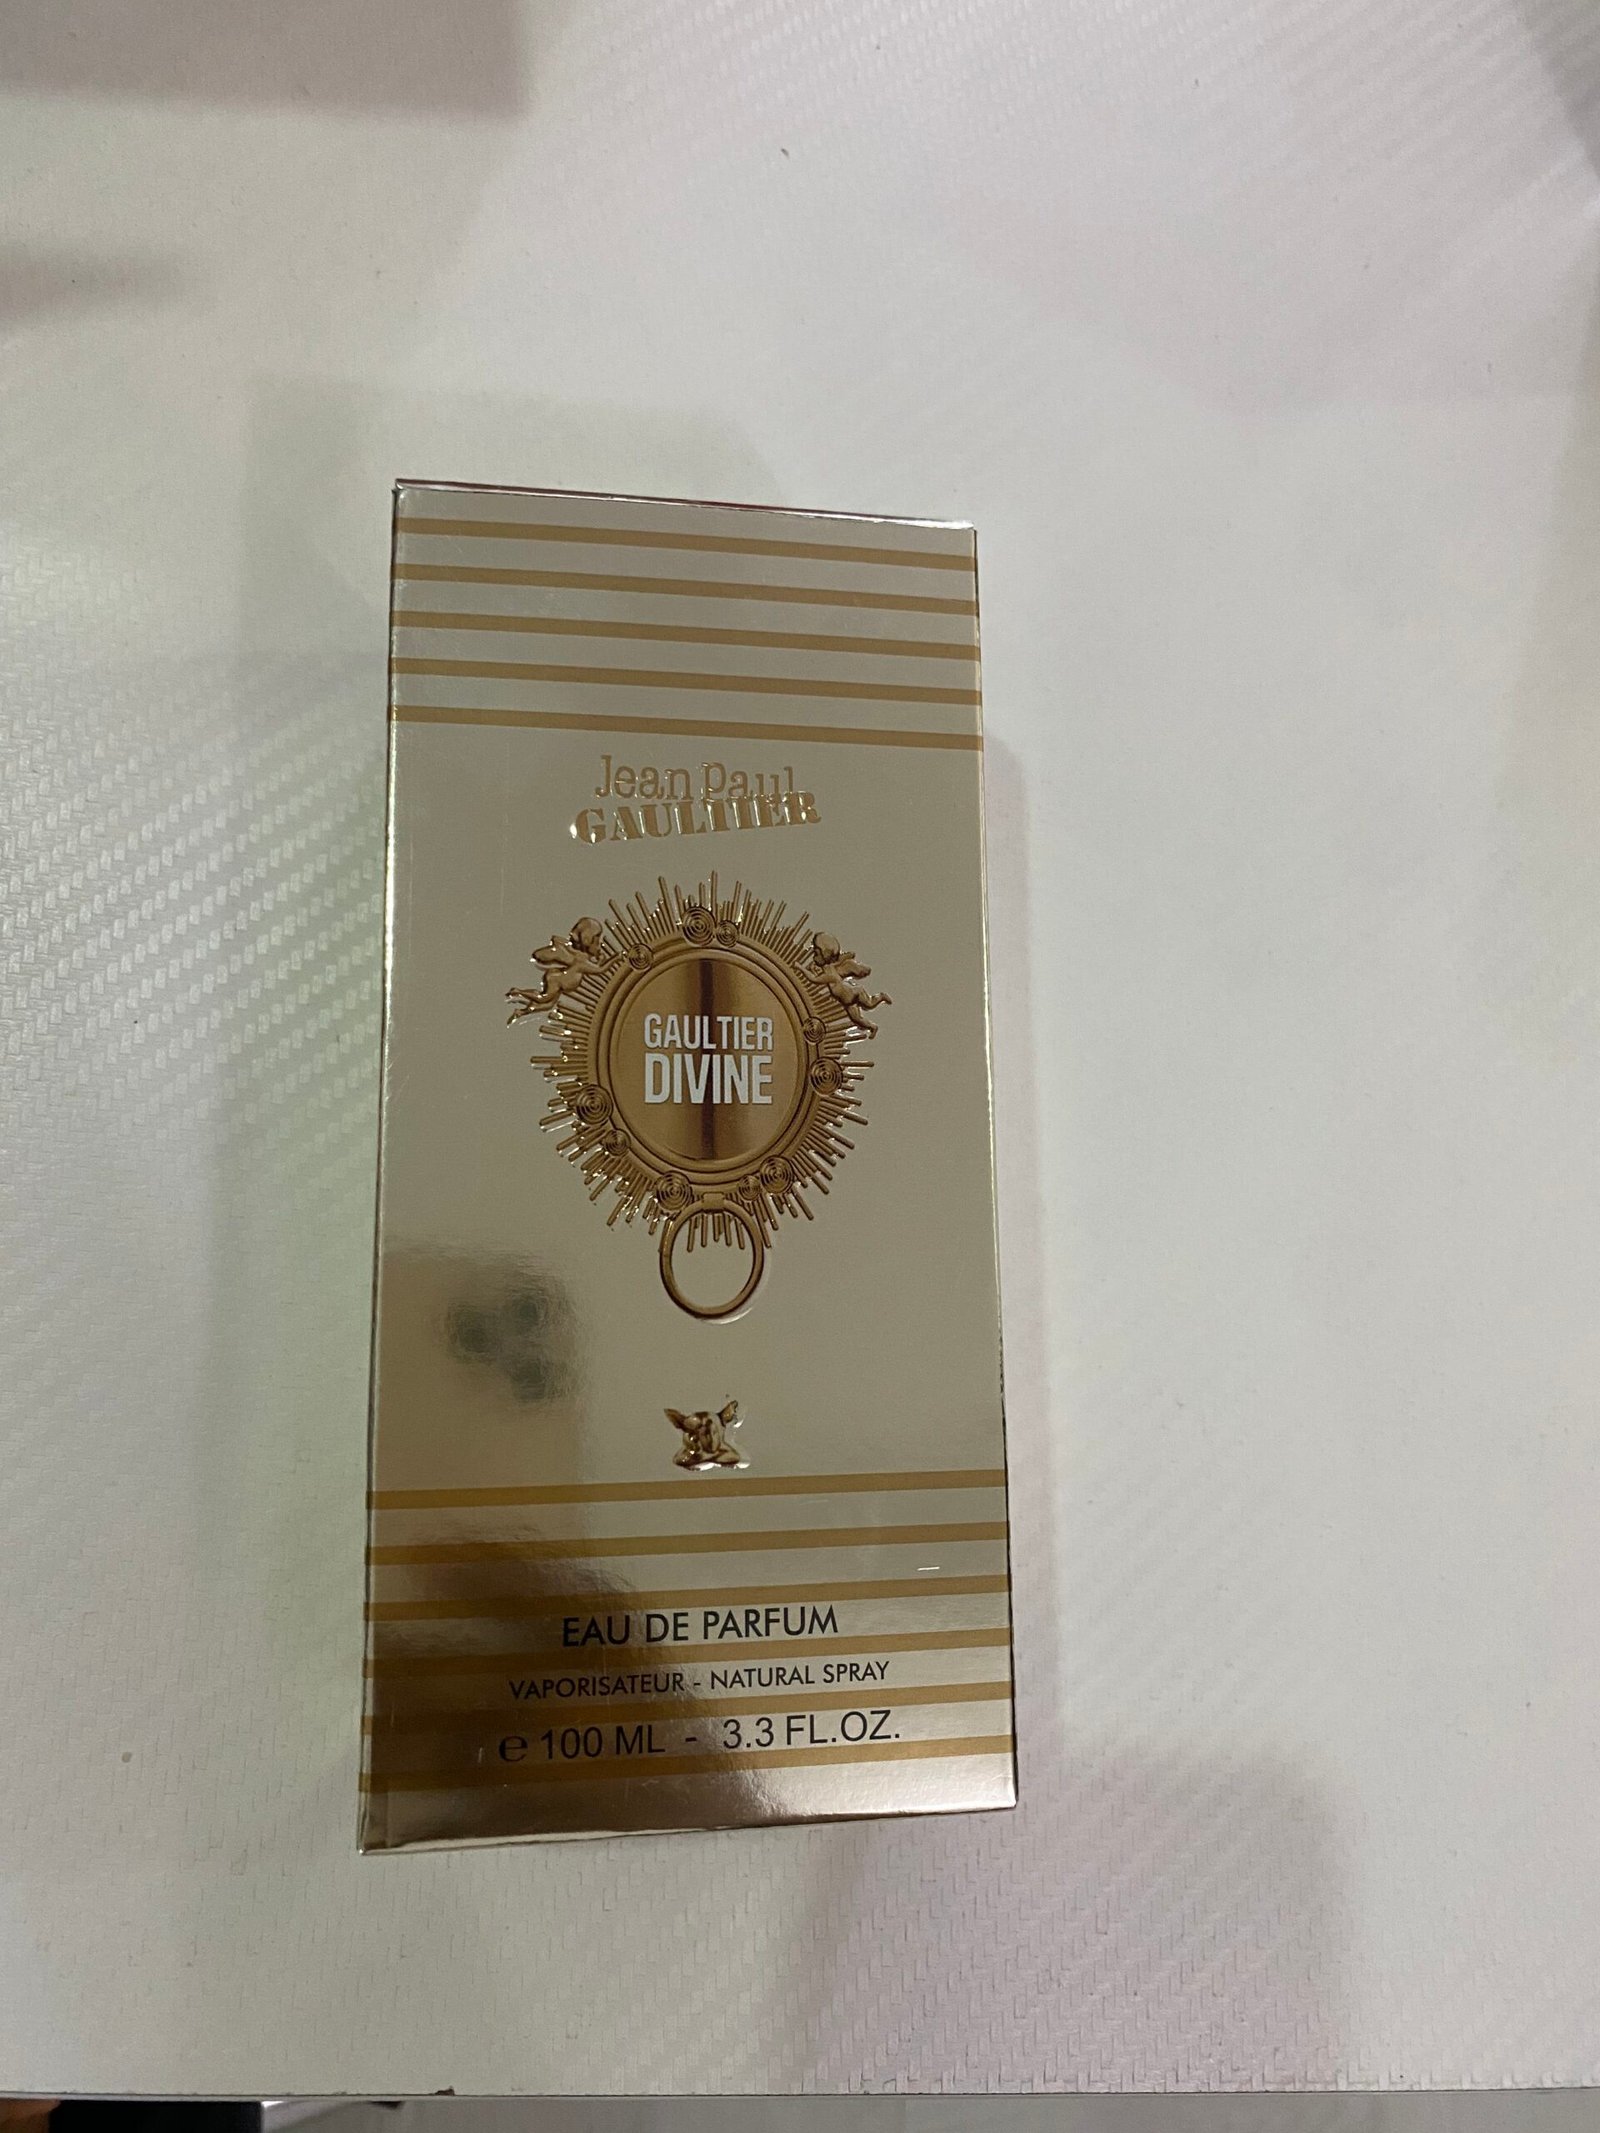 Jean Paul
GAULTIER
GAULTIER
DIVINE
EAU DE PARFUM
VAPORISATEUR - NATURAL SPRAY
℮ 100 ML - 3.3 FL.OZ.